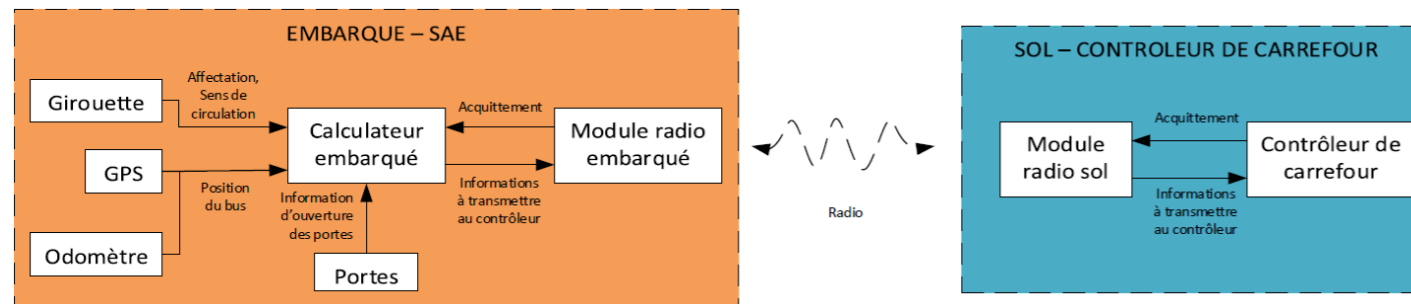 EMBARQUE – SAE
Girouette
Affectation,
Sens de
circulation
GPS
Position
du bus
Odomètre
Calculateur
embarqué
Information
d'ouverture
des portes
Portes
Acquittement
Informations
à transmettre
au contrôleur
Module radio
embarqué
Radio
SOL – CONTROLEUR DE CARREFOUR
Module
radio sol
Acquittement
Informations
à transmettre
au contrôleur
Contrôleur de
carrefour